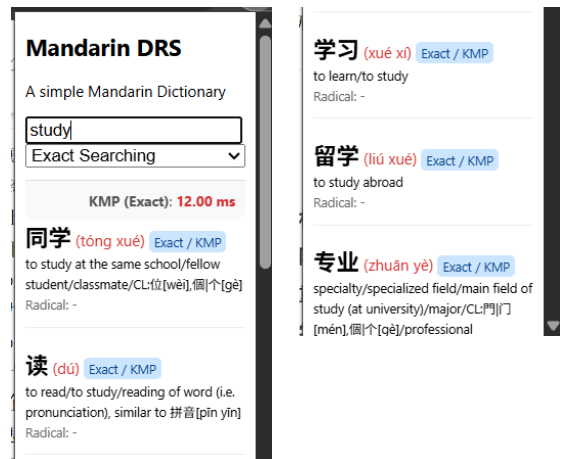 Mandarin DRS
A simple Mandarin Dictionary
study
Exact Searching
KMP (Exact): 12.00 ms
同学 (tóng xué) Exact / KMP
to study at the same school/fellow
student/classmate/CL:位[wèi],個|个[gè]
Radical: -
读 (dú) Exact / KMP
to read/to study/reading of word (i.e.
pronunciation), similar to 拼音[pīn yīn]
Radical: -
学习 (xué xí) Exact / KMP
to learn/to study
Radical: -
留学 (liú xué) Exact / KMP
to study abroad
Radical: -
专业 (zhuān yè) Exact / KMP
specialty/specialized field/main field of
study (at university)/major/CL:門|门
[mén],個|个[gè]/professional